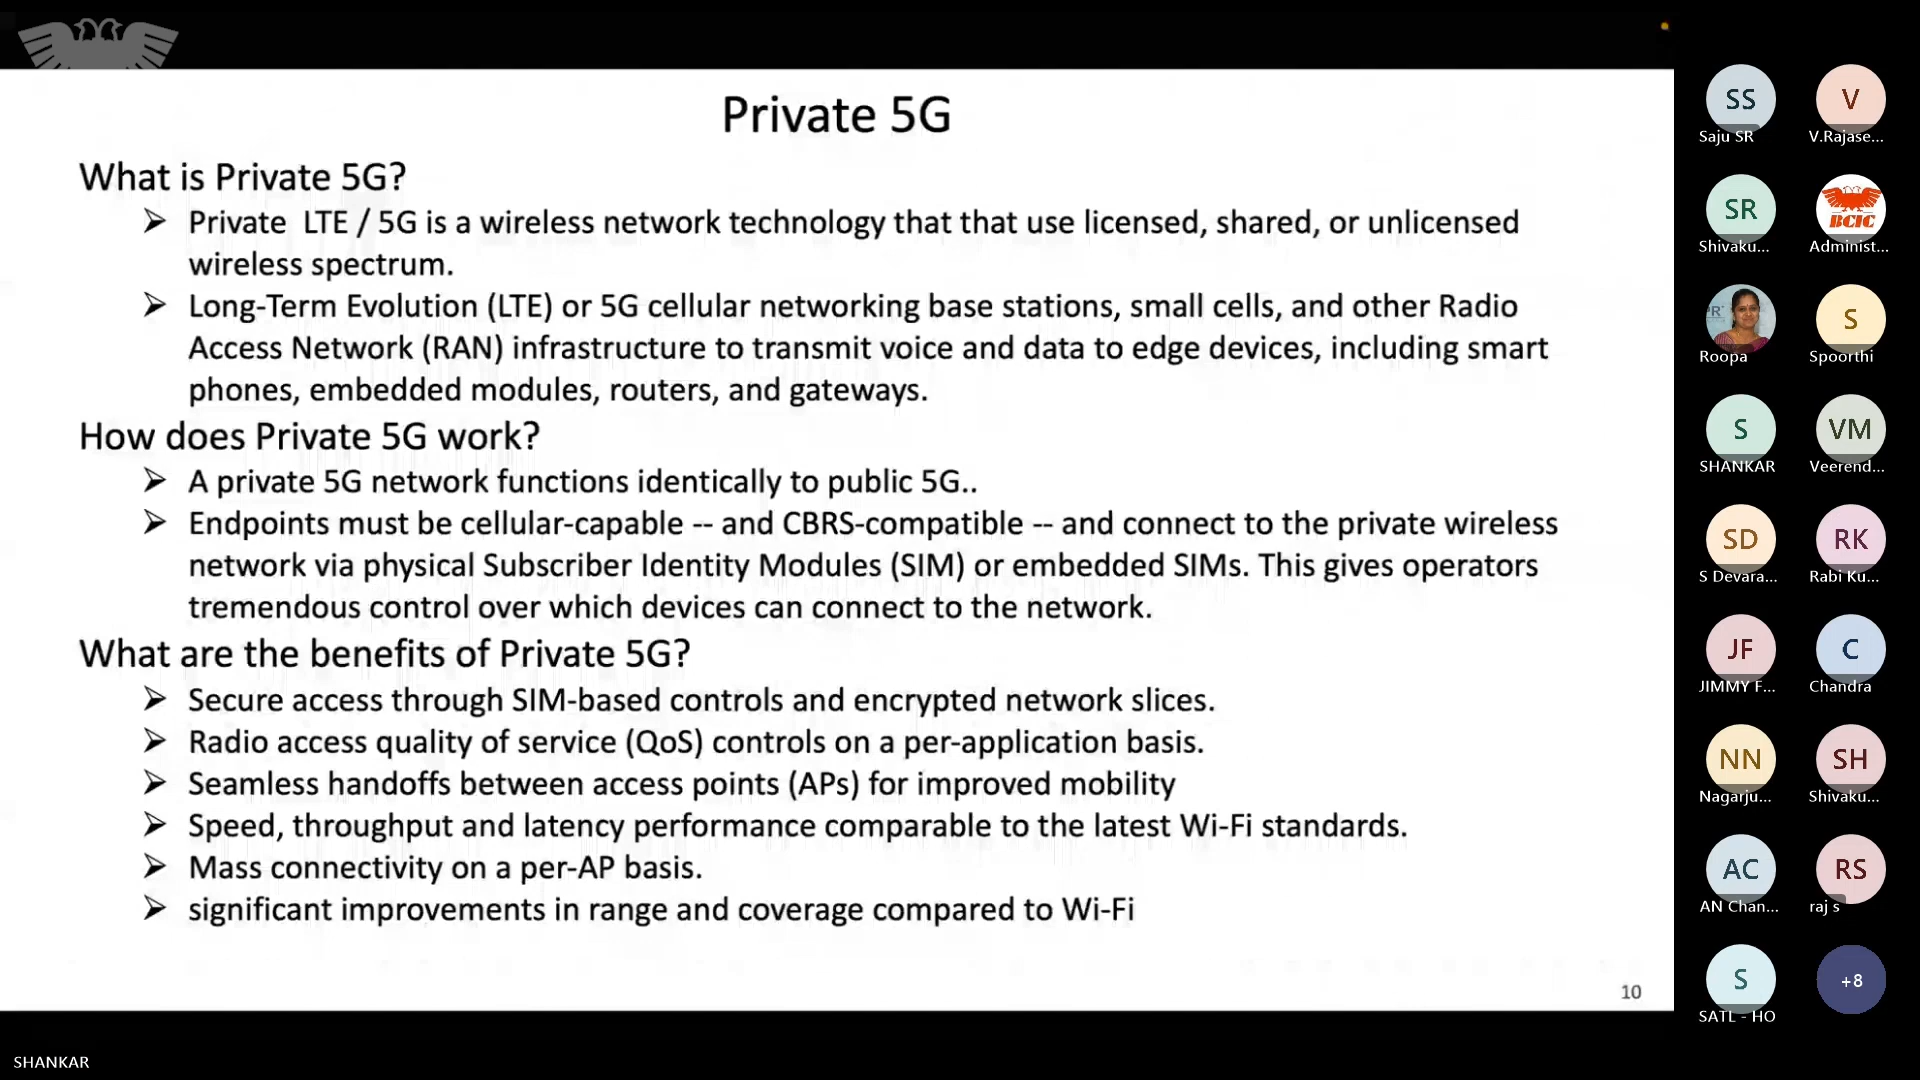 Private 5G
What is Private 5G?
➢ Private LTE / 5G is a wireless network technology that that use licensed, shared, or unlicensed
wireless spectrum.
➢ Long-Term Evolution (LTE) or 5G cellular networking base stations, small cells, and other Radio
Access Network (RAN) infrastructure to transmit voice and data to edge devices, including smart
phones, embedded modules, routers, and gateways.
How does Private 5G work?
➢ A private 5G network functions identically to public 5G..
➢ Endpoints must be cellular-capable -- and CBRS-compatible -- and connect to the private wireless
network via physical Subscriber Identity Modules (SIM) or embedded SIMs. This gives operators
tremendous control over which devices can connect to the network.
What are the benefits of Private 5G?
➢ Secure access through SIM-based controls and encrypted network slices.
➢ Radio access quality of service (QoS) controls on a per-application basis.
➢ Seamless handoffs between access points (APs) for improved mobility
➢ Speed, throughput and latency performance comparable to the latest Wi-Fi standards.
➢ Mass connectivity on a per-AP basis.
➢ significant improvements in range and coverage compared to Wi-Fi
10
SHANKAR
SS
Saju SR
V
V.Rajase...
SR
Shivaku...
BCIC
Administ...
PR
Roopa
S
Spoorthi
S
SHANKAR
VM
Veerend...
SD
S Devara...
RK
Rabi Ku...
JF
JIMMY F...
C
Chandra
NN
Nagarju...
SH
Shivaku...
AC
AN Chan...
RS
raj s
S
SATL - HO
+8